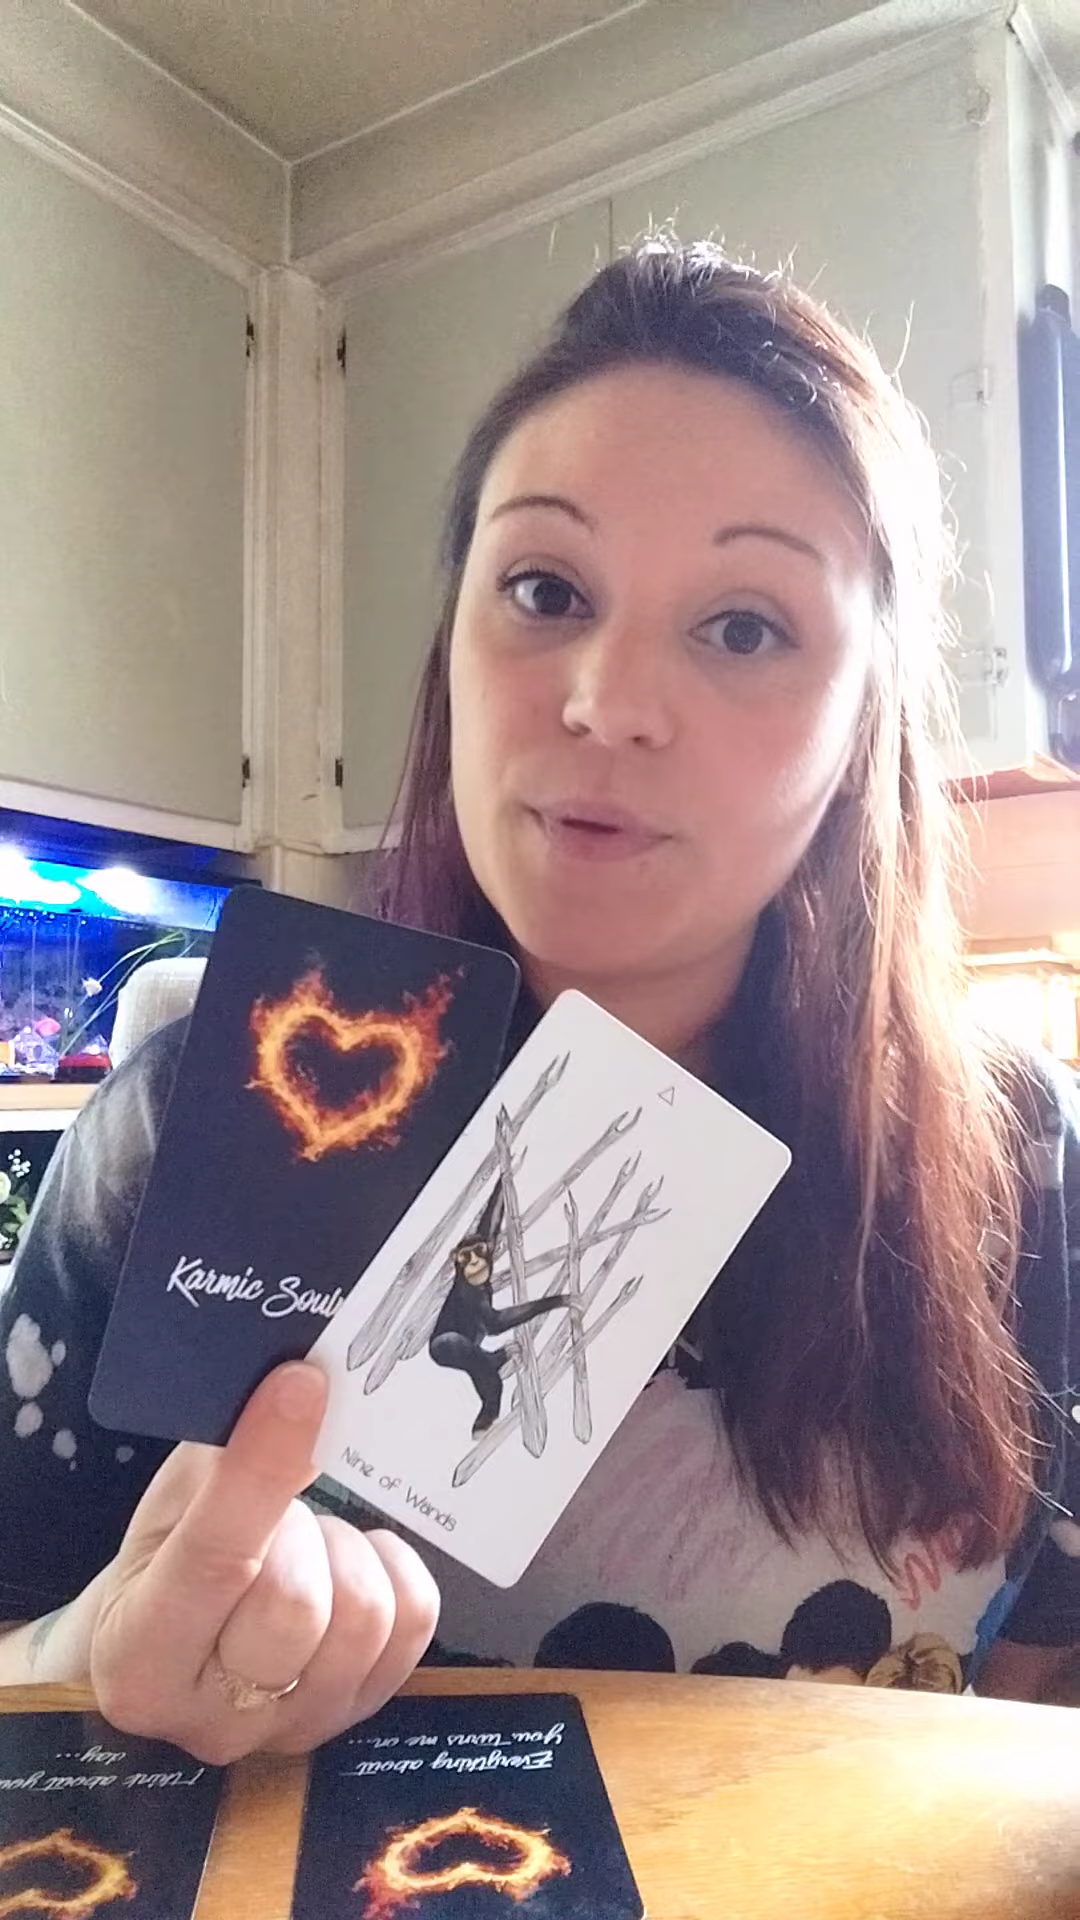 Karmic Soul
Nine of Wands
I think about you
day...
Everything about
you turns me on...